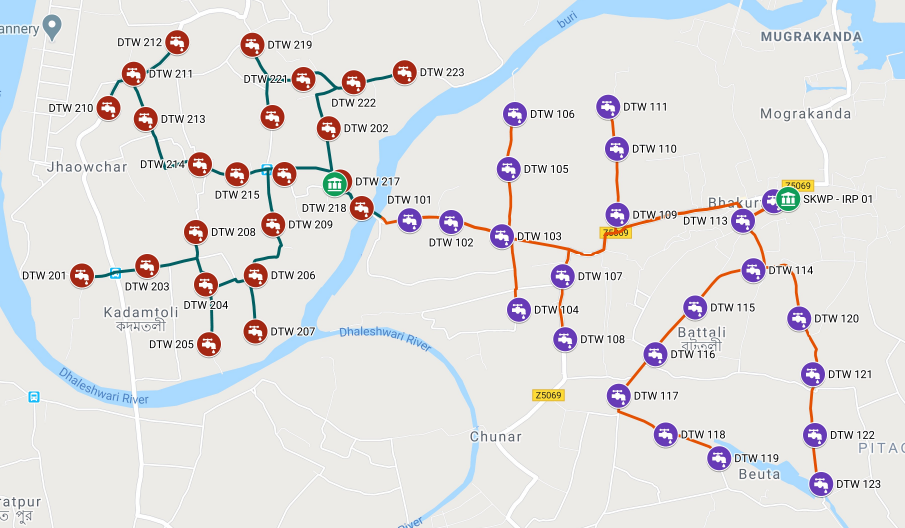 annery
DTW 212
DTW 219
buri
MUGRAKANDA
DTW 211
DTW 221
DTW 223
DTW 222
DTW 210
DTW 213
DTW 202
DTW 106
DTW 111
Mograkanda
DTW 110
Jhaowchar
DTW 214
DTW 105
DTW 215
DTW 217
Z5069
DTW 101
Bhakur
SKWP - IRP 01
DTW 218
DTW 109
DTW 113
DTW 208
DTW 209
DTW 102
DTW 103
Z5069
DTW 201
DTW 203
DTW 206
DTW 107
DTW 114
DTW 204
DTW 104
DTW 115
Kadamtoli
কদমতলী
DTW 120
DTW 205
DTW 207
Dhaleshwari River
DTW 108
Battali
বটতলী
DTW 116
DTW 121
Dhaleshwari River
Z5069
DTW 117
Chunar
DTW 118
DTW 122
PITAC
DTW 119
Beuta
DTW 123
ratpur
ত পুর
i River